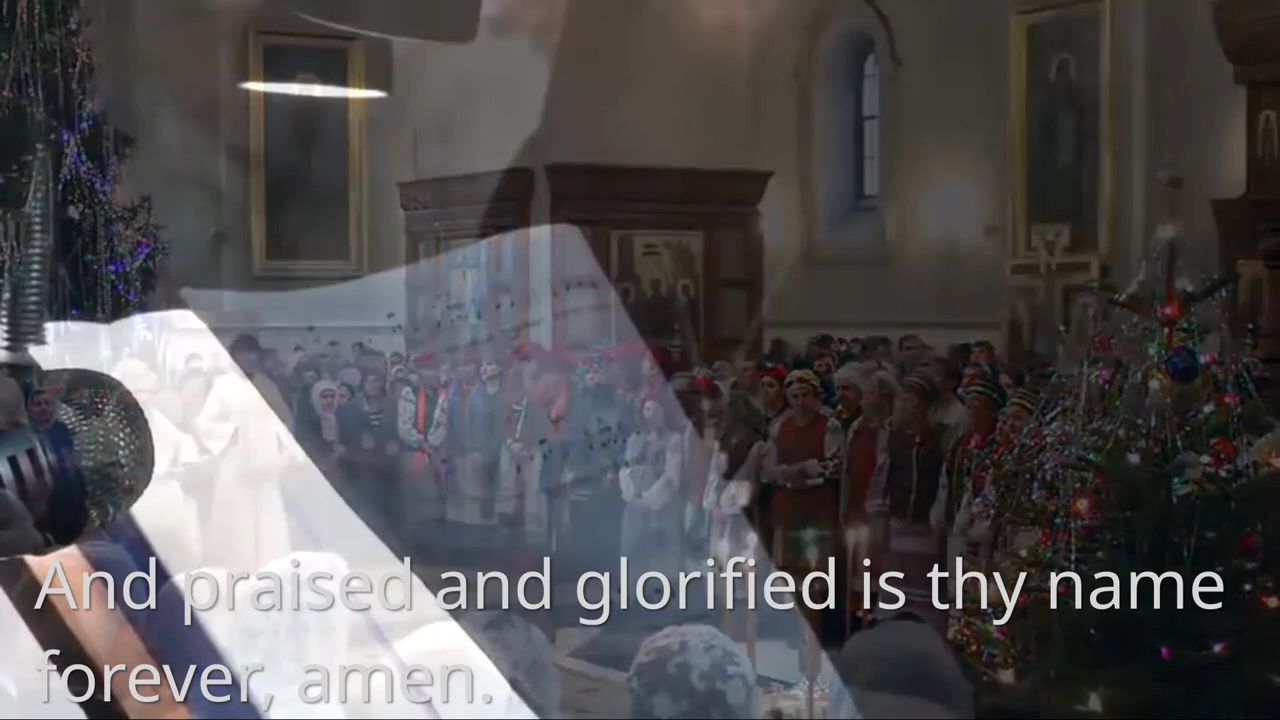 And praised and glorified is thy name
forever, amen.